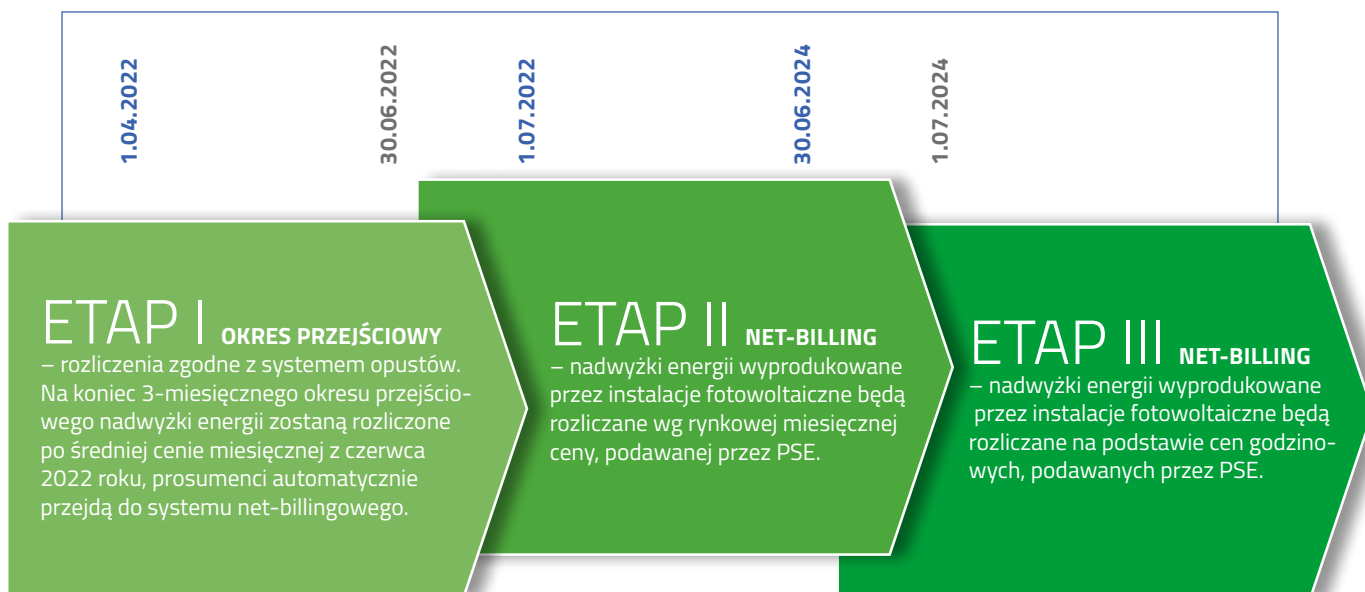 1.04.2022
30.06.2022
1.07.2022
30.06.2024
1.07.2024
ETAP I OKRES PRZEJŚCIOWY
– rozliczenia zgodne z systemem opustów.
Na koniec 3-miesięcznego okresu przejścio-
wego nadwyżki energii zostaną rozliczone
po średniej cenie miesięcznej z czerwca
2022 roku, prosumenci automatycznie
przejdą do systemu net-billingowego.
ETAP II NET-BILLING
– nadwyżki energii wyprodukowane
przez instalacje fotowoltaiczne będą
rozliczane wg rynkowej miesięcznej
ceny, podawanej przez PSE.
ETAP III NET-BILLING
– nadwyżki energii wyprodukowane
przez instalacje fotowoltaiczne będą
rozliczane na podstawie cen godzino-
wych, podawanych przez PSE.